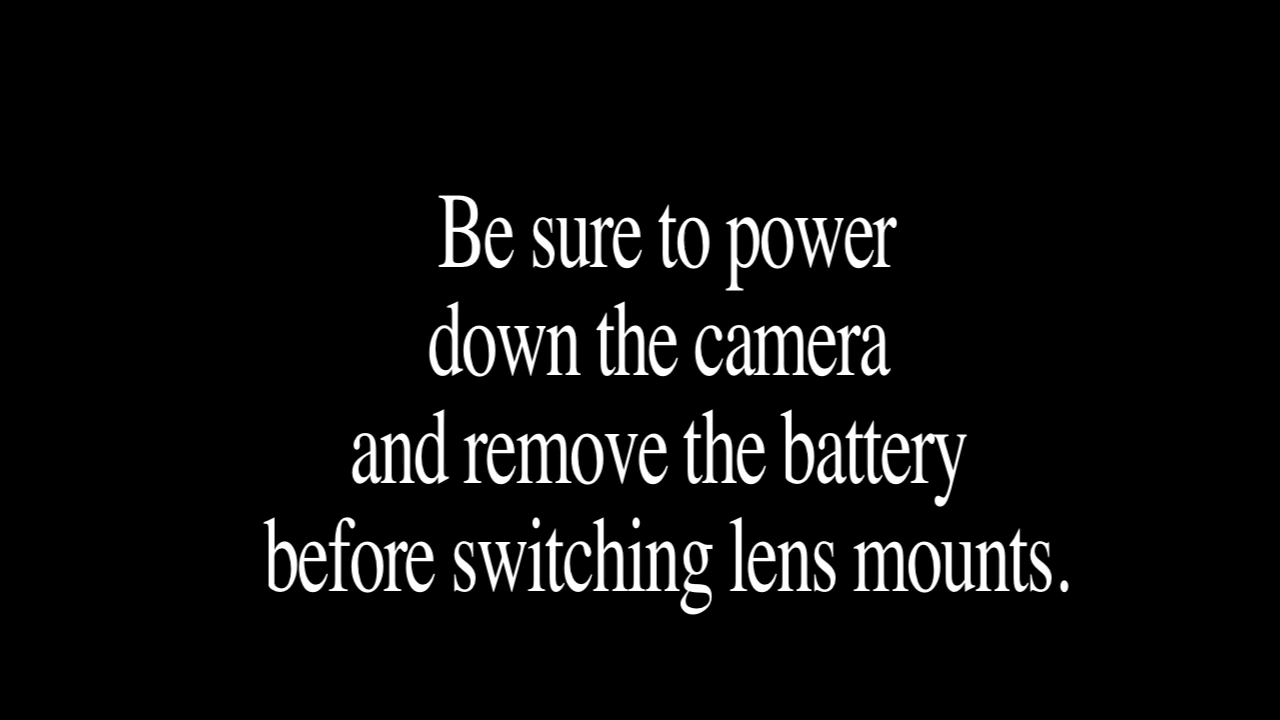 Be sure to power
down the camera
and remove the battery
before switching lens mounts.